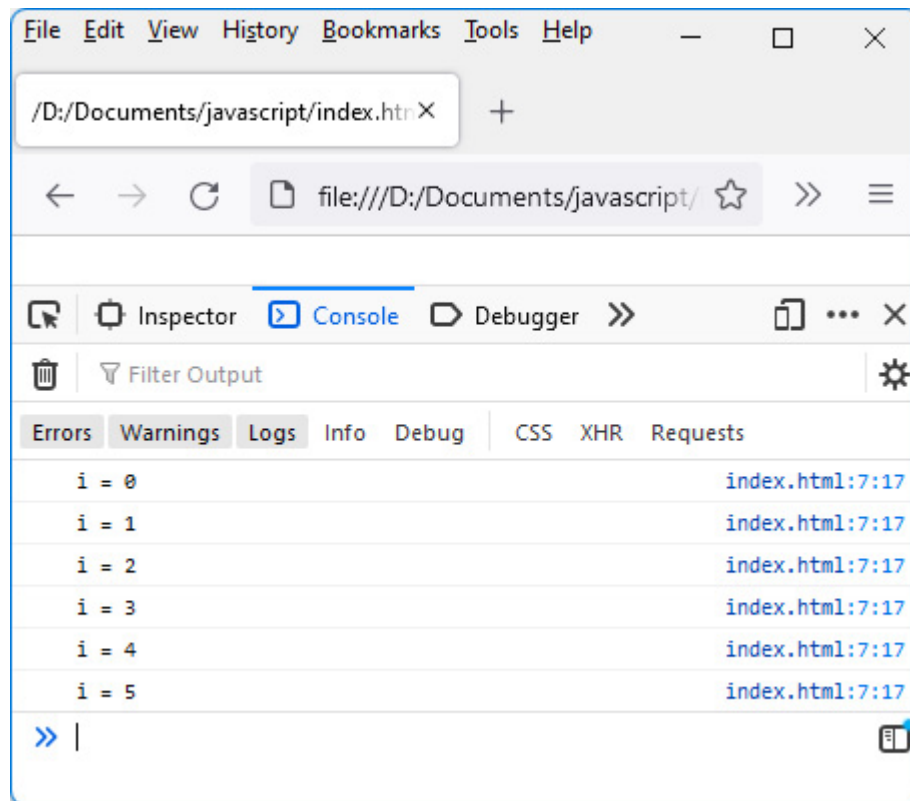 File Edit View History Bookmarks Tools Help
/D:/Documents/javascript/index.htm
file:///D:/Documents/javascript/
Inspector Console Debugger
Filter Output
Errors Warnings Logs Info Debug CSS XHR Requests
i = 0 index.html:7:17
i = 1 index.html:7:17
i = 2 index.html:7:17
i = 3 index.html:7:17
i = 4 index.html:7:17
i = 5 index.html:7:17